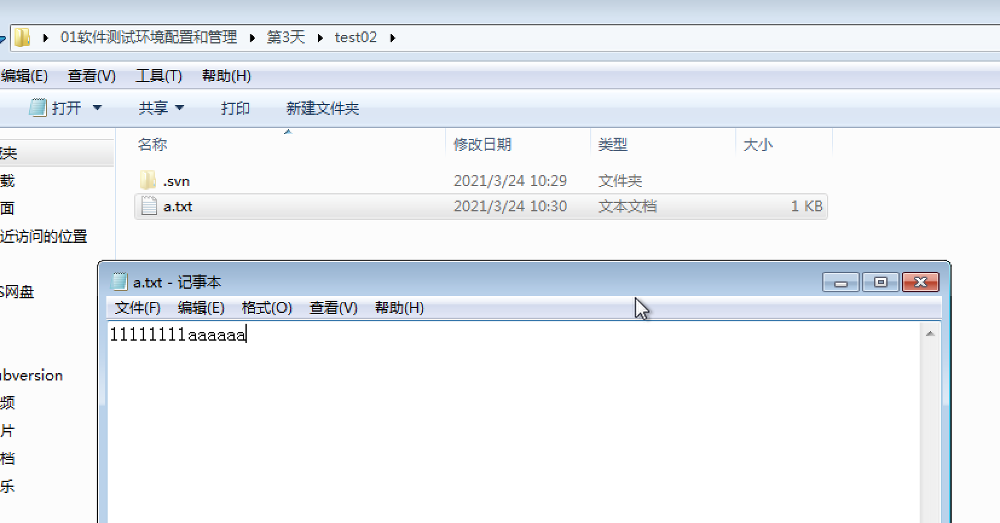 01软件测试环境配置和管理 第3天 test02
编辑(E) 查看(V) 工具(T) 帮助(H)
打开 共享 打印 新建文件夹
名称 修改日期 类型 大小
夹
.svn 2021/3/24 10:29 文件夹
载
a.txt 2021/3/24 10:30 文本文档 1 KB
面
近访问的位置
a.txt - 记事本
S网盘
文件(F) 编辑(E) 格式(O) 查看(V) 帮助(H)
11111111aaaaaa
bversion
频
片
档
乐